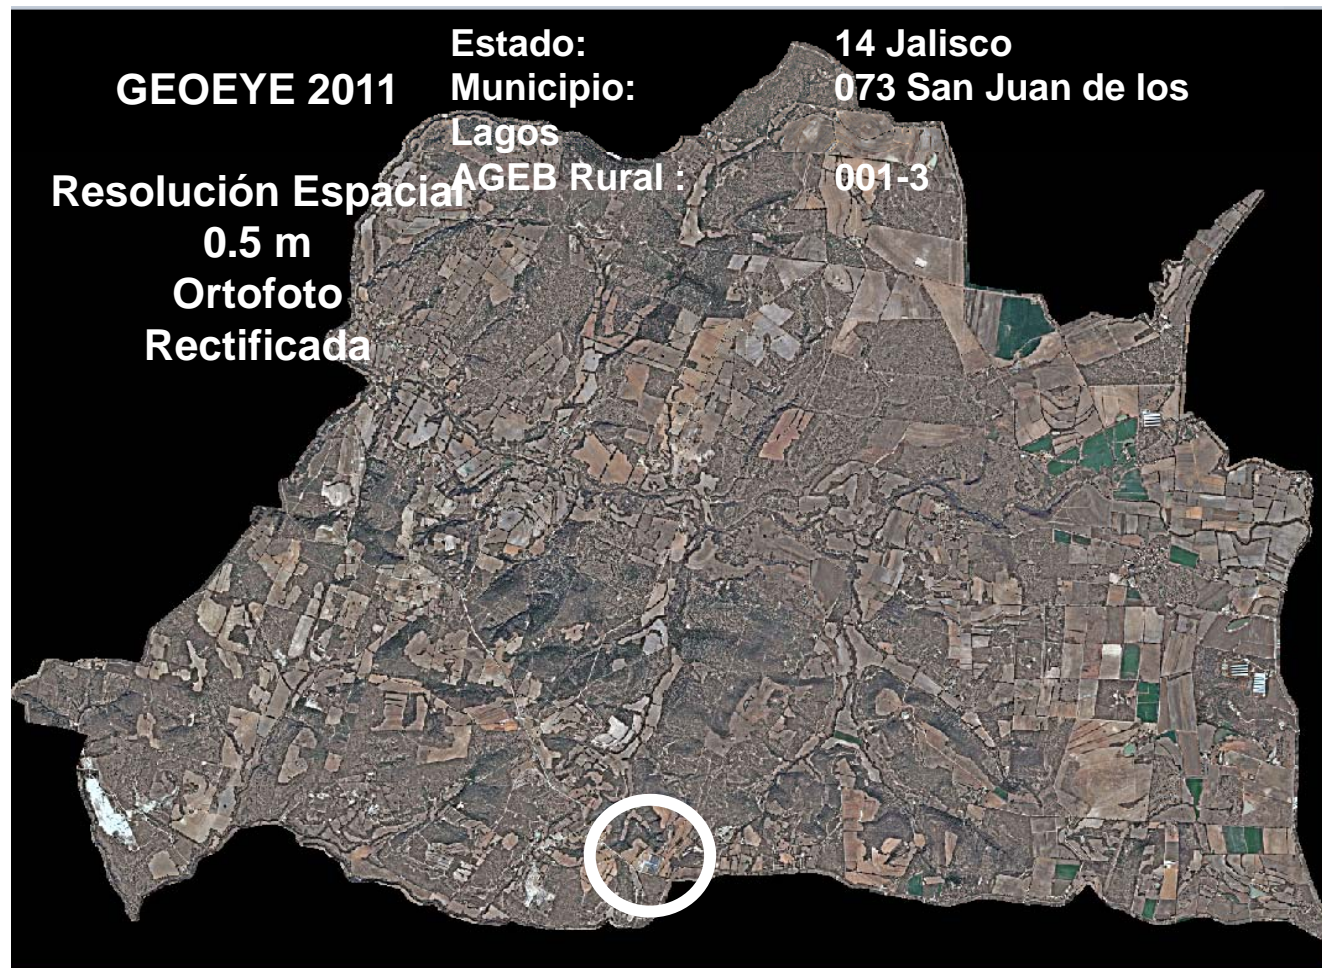 GEOEYE 2011
Resolución Espacial
0.5 m
Ortofoto
Rectificada
Estado: 14 Jalisco
Municipio: 073 San Juan de los
Lagos
AGEB Rural : 001-3